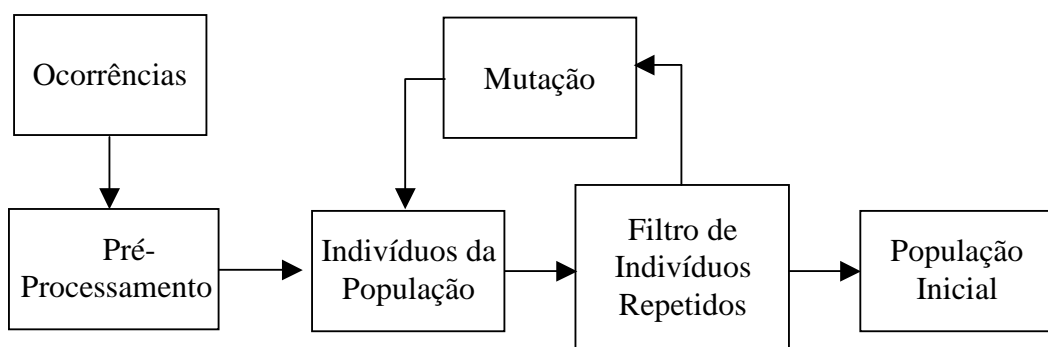 Ocorrências
Mutação
Pré-
Processamento
Indivíduos da
População
Filtro de
Indivíduos
Repetidos
População
Inicial